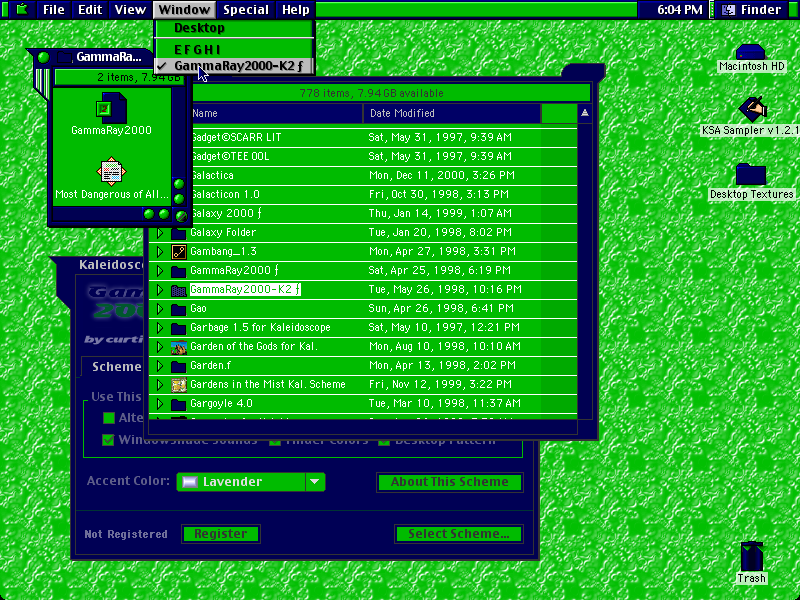 File Edit View Window Special Help 6:04 PM Finder
Desktop
E F G H I
✓ GammaRay2000-K2 ƒ
GammaRa...
2 items, 7.94 GB
GammaRay2000
Most Dangerous of All...
778 items, 7.94 GB available
Name Date Modified
Gadget©SCARR LIT Sat, May 31, 1997, 9:39 AM
Gadget©TEE OOL Sat, May 31, 1997, 9:39 AM
Galactica Mon, Dec 11, 2000, 3:26 PM
Galacticon 1.0 Fri, Oct 30, 1998, 3:13 PM
Galaxy 2000 ƒ Thu, Jan 14, 1999, 1:07 AM
Galaxy Folder Tue, Jan 20, 1998, 8:02 PM
Gambang_1.3 Mon, Apr 27, 1998, 3:31 PM
GammaRay2000 ƒ Sat, Apr 25, 1998, 6:19 PM
GammaRay2000-K2 ƒ Tue, May 26, 1998, 10:16 PM
Gao Sun, Apr 26, 1998, 6:41 PM
Garbage 1.5 for Kaleidoscope Sat, May 10, 1997, 12:21 PM
Garden of the Gods for Kal. Mon, Aug 10, 1998, 10:10 AM
Garden.f Mon, Apr 13, 1998, 2:02 PM
Gardens in the Mist Kal. Scheme Fri, Nov 12, 1999, 3:22 PM
Gargoyle 4.0 Tue, Mar 10, 1998, 11:37 AM
Kaleidosc
Gam
200
by curti
Scheme
Use This
Alte
Windowshade Sounds Finder Colors Desktop Pattern
Accent Color: Lavender About This Scheme
Not Registered Register Select Scheme...
Macintosh HD
KSA Sampler v1.2.1
Desktop Textures
Trash